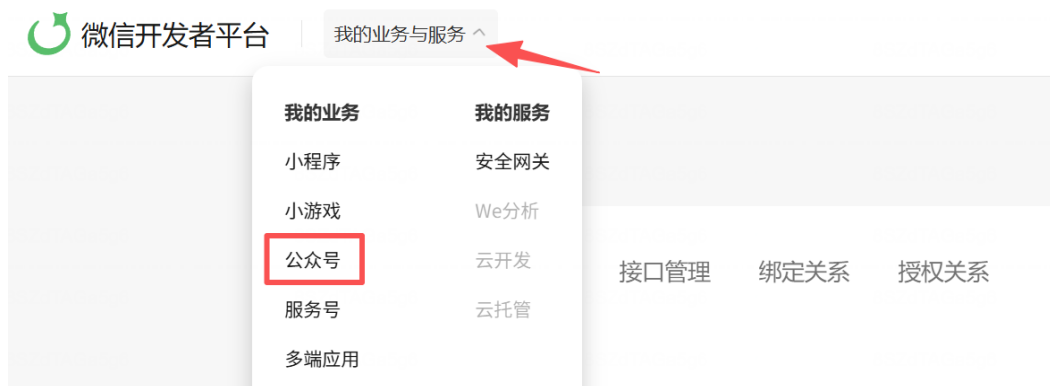 微信开发者平台
我的业务与服务
我的业务
小程序
小游戏
公众号
服务号
多端应用
我的服务
安全网关
We分析
云开发
云托管
接口管理
绑定关系
授权关系